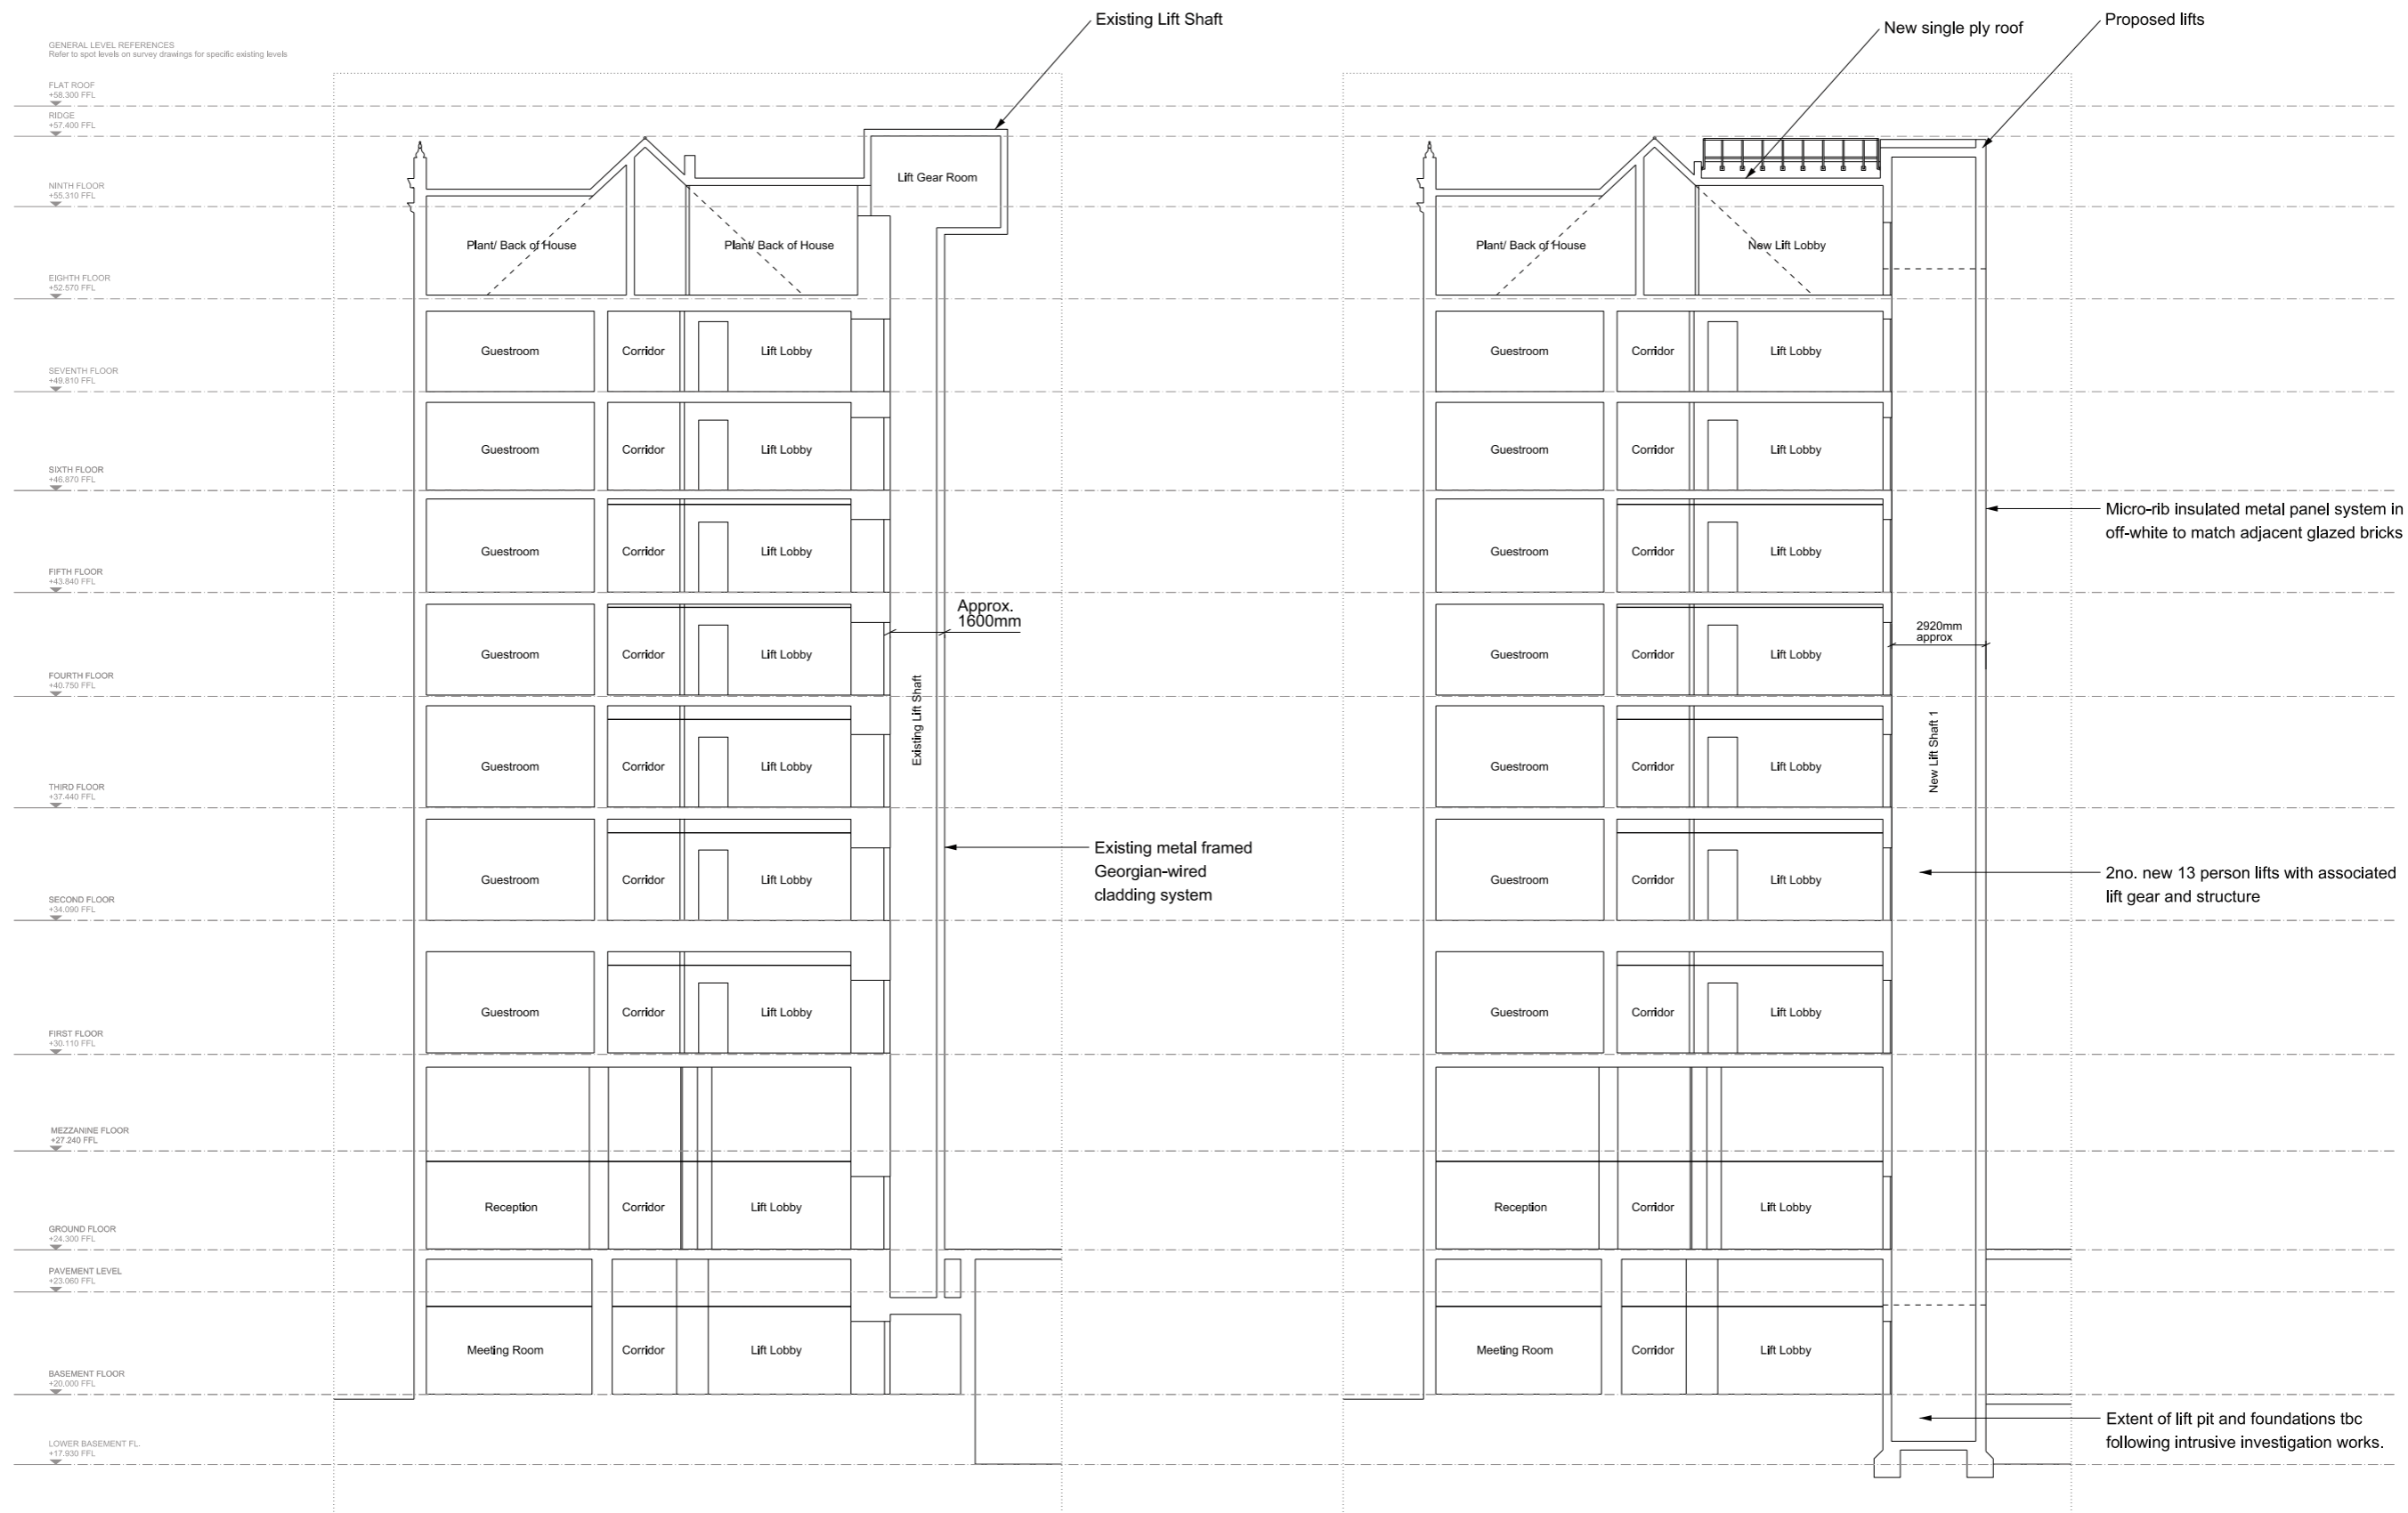 GENERAL LEVEL REFERENCES
Refer to spot levels on survey drawings for specific existing levels
FLAT ROOF
+58.300 FFL
RIDGE
+57.400 FFL
NINTH FLOOR
+55.310 FFL
EIGHTH FLOOR
+52.570 FFL
SEVENTH FLOOR
+49.810 FFL
SIXTH FLOOR
+46.870 FFL
FIFTH FLOOR
+43.840 FFL
FOURTH FLOOR
+40.750 FFL
THIRD FLOOR
+37.440 FFL
SECOND FLOOR
+34.090 FFL
FIRST FLOOR
+30.110 FFL
MEZZANINE FLOOR
+27.240 FFL
GROUND FLOOR
+24.300 FFL
PAVEMENT LEVEL
+23.060 FFL
BASEMENT FLOOR
+20.000 FFL
LOWER BASEMENT FL.
+17.930 FFL
Existing Lift Shaft
Lift Gear Room
Plant/ Back of House
Plant/ Back of House
Guestroom
Corridor
Lift Lobby
Guestroom
Corridor
Lift Lobby
Guestroom
Corridor
Lift Lobby
Approx.
1600mm
Guestroom
Corridor
Lift Lobby
Existing Lift Shaft
Guestroom
Corridor
Lift Lobby
Existing metal framed
Georgian-wired
cladding system
Guestroom
Corridor
Lift Lobby
Guestroom
Corridor
Lift Lobby
Reception
Corridor
Lift Lobby
Meeting Room
Corridor
Lift Lobby
New single ply roof
Proposed lifts
Plant/ Back of House
New Lift Lobby
Guestroom
Corridor
Lift Lobby
Guestroom
Corridor
Lift Lobby
Micro-rib insulated metal panel system in
off-white to match adjacent glazed bricks
Guestroom
Corridor
Lift Lobby
2920mm
approx
Guestroom
Corridor
Lift Lobby
New Lift Shaft 1
Guestroom
Corridor
Lift Lobby
2no. new 13 person lifts with associated
lift gear and structure
Guestroom
Corridor
Lift Lobby
Guestroom
Corridor
Lift Lobby
Reception
Corridor
Lift Lobby
Meeting Room
Corridor
Lift Lobby
Extent of lift pit and foundations tbc
following intrusive investigation works.